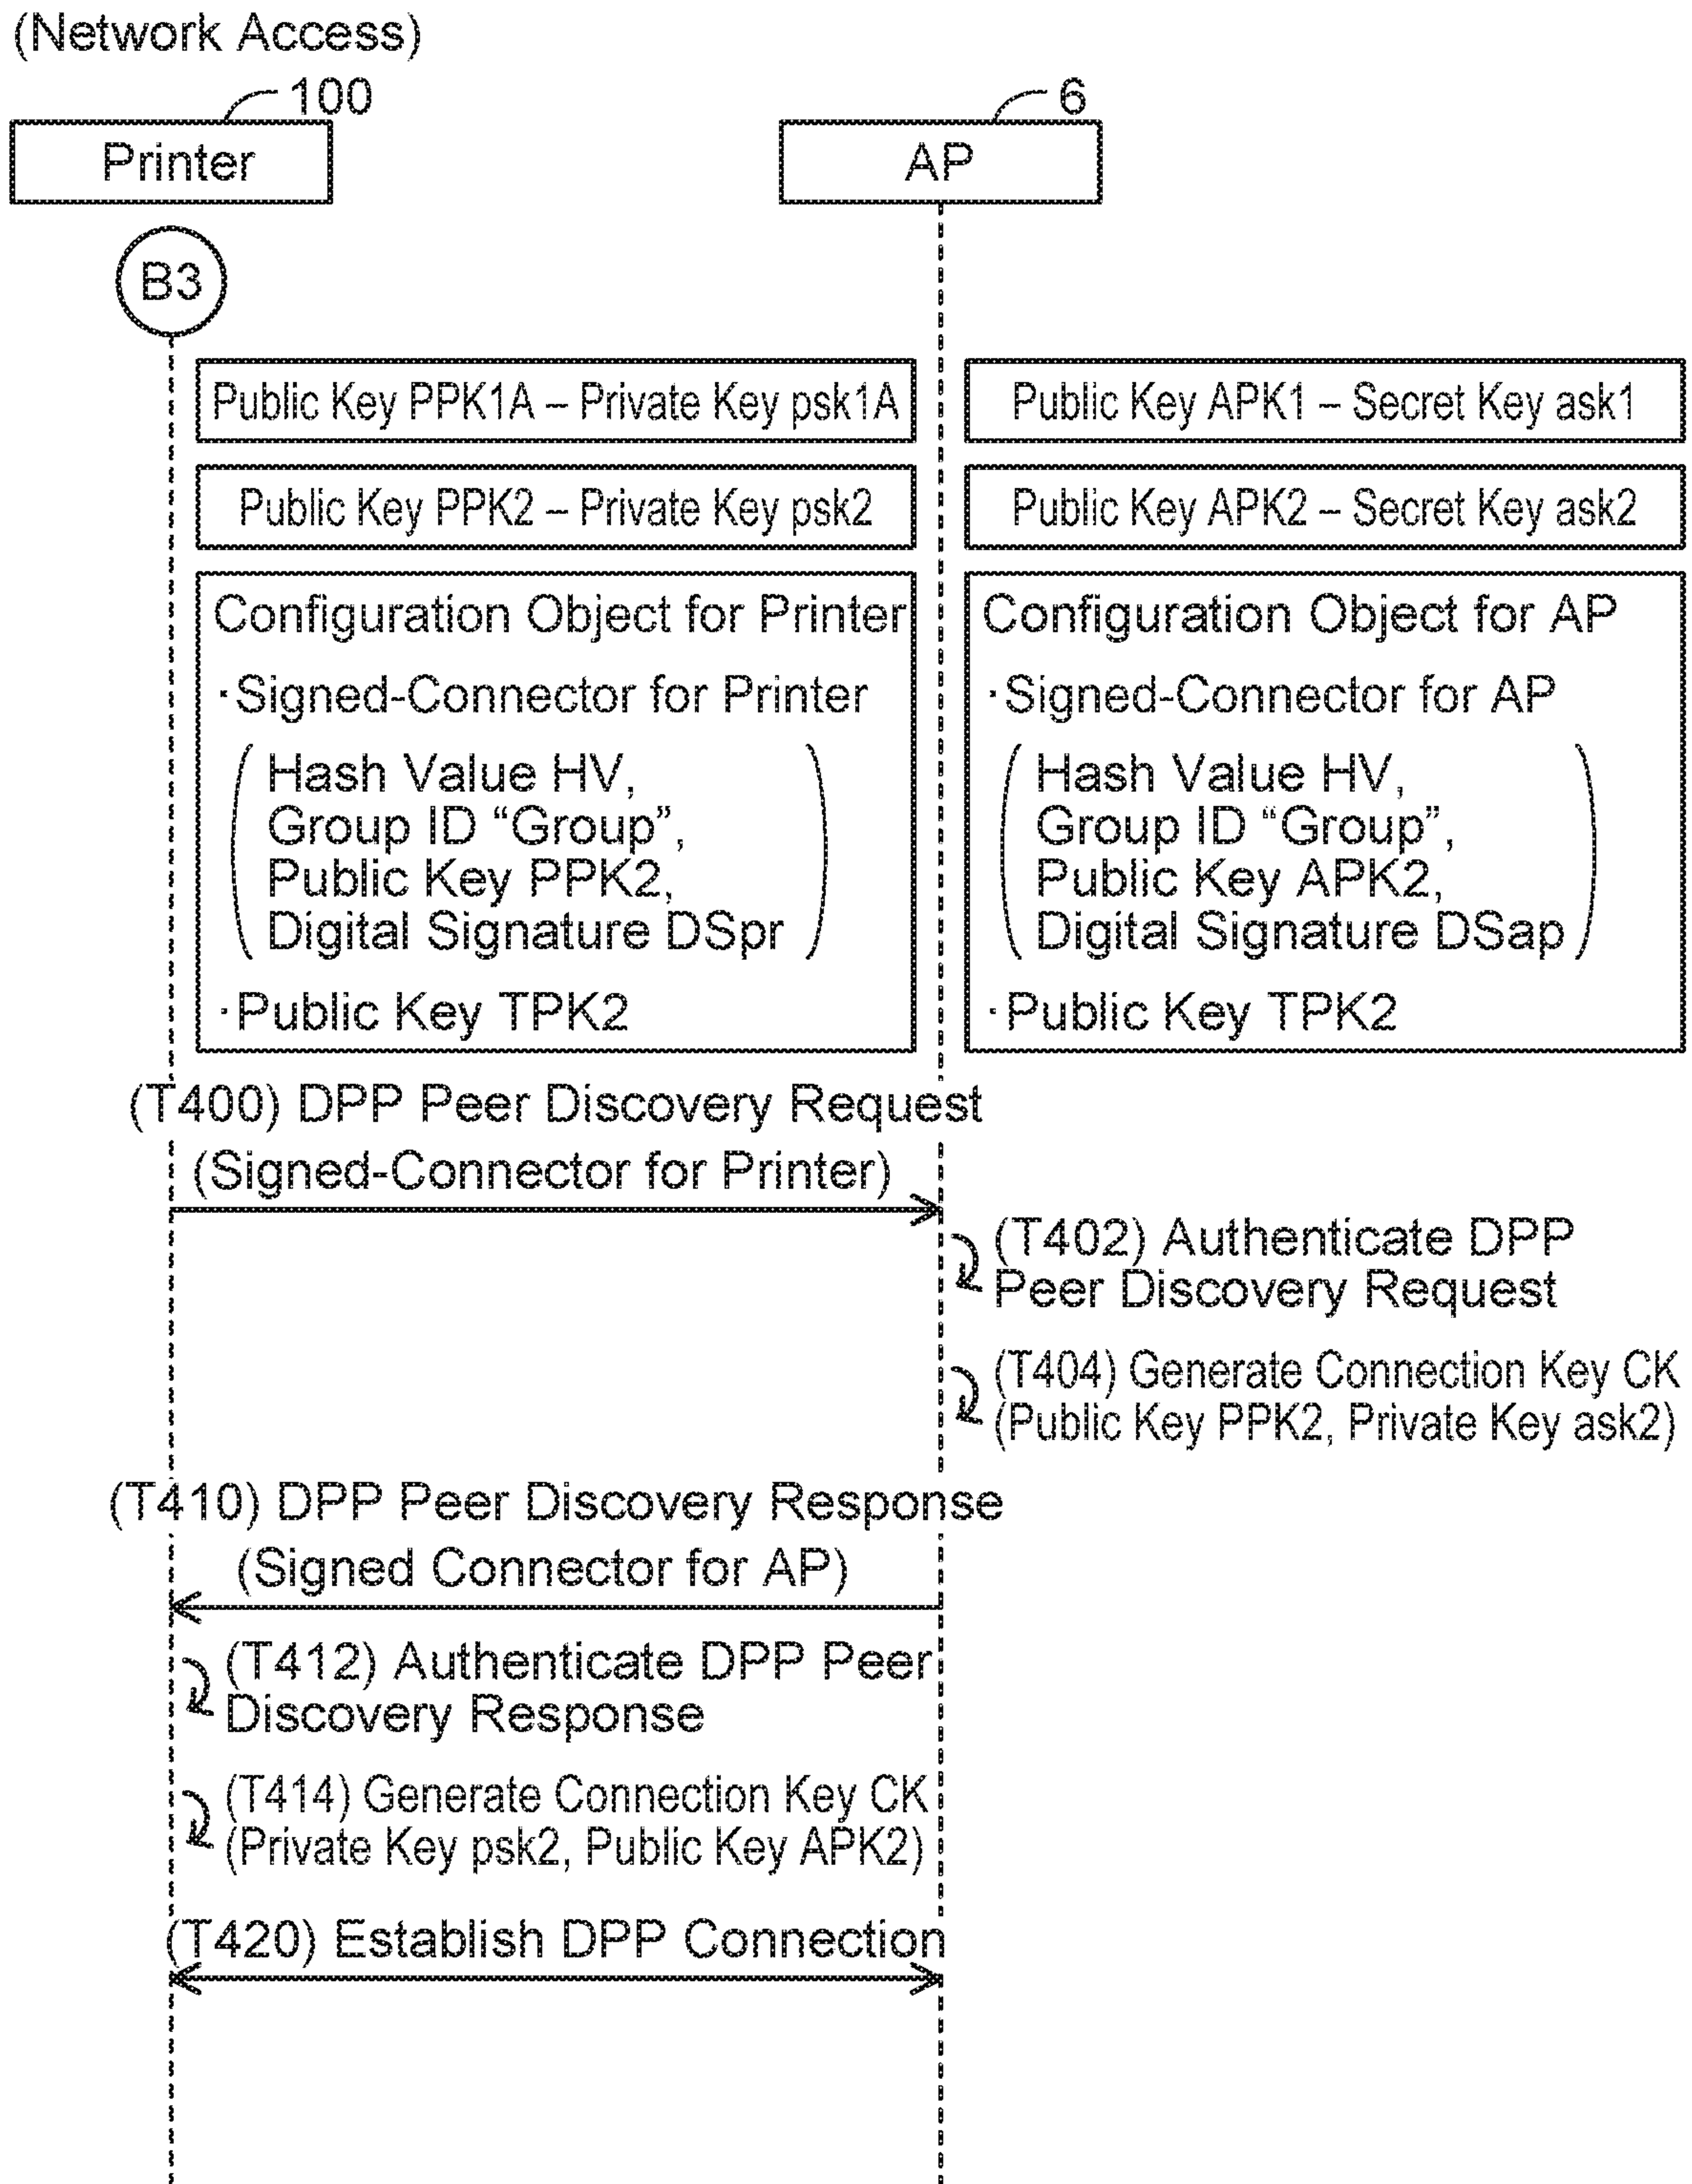 (Network Access)
100
6
Printer
AP
B3
Public Key PPK1A – Private Key psk1A
Public Key APK1 – Secret Key ask1
Public Key PPK2 – Private Key psk2
Public Key APK2 – Secret Key ask2
Configuration Object for Printer
·Signed-Connector for Printer
Hash Value HV,
Group ID “Group”,
Public Key PPK2,
Digital Signature DSpr
·Public Key TPK2
Configuration Object for AP
·Signed-Connector for AP
Hash Value HV,
Group ID “Group”,
Public Key APK2,
Digital Signature DSap
·Public Key TPK2
(T400) DPP Peer Discovery Request
(Signed-Connector for Printer)
(T402) Authenticate DPP
Peer Discovery Request
(T404) Generate Connection Key CK
(Public Key PPK2, Private Key ask2)
(T410) DPP Peer Discovery Response
(Signed Connector for AP)
(T412) Authenticate DPP Peer
Discovery Response
(T414) Generate Connection Key CK
(Private Key psk2, Public Key APK2)
(T420) Establish DPP Connection